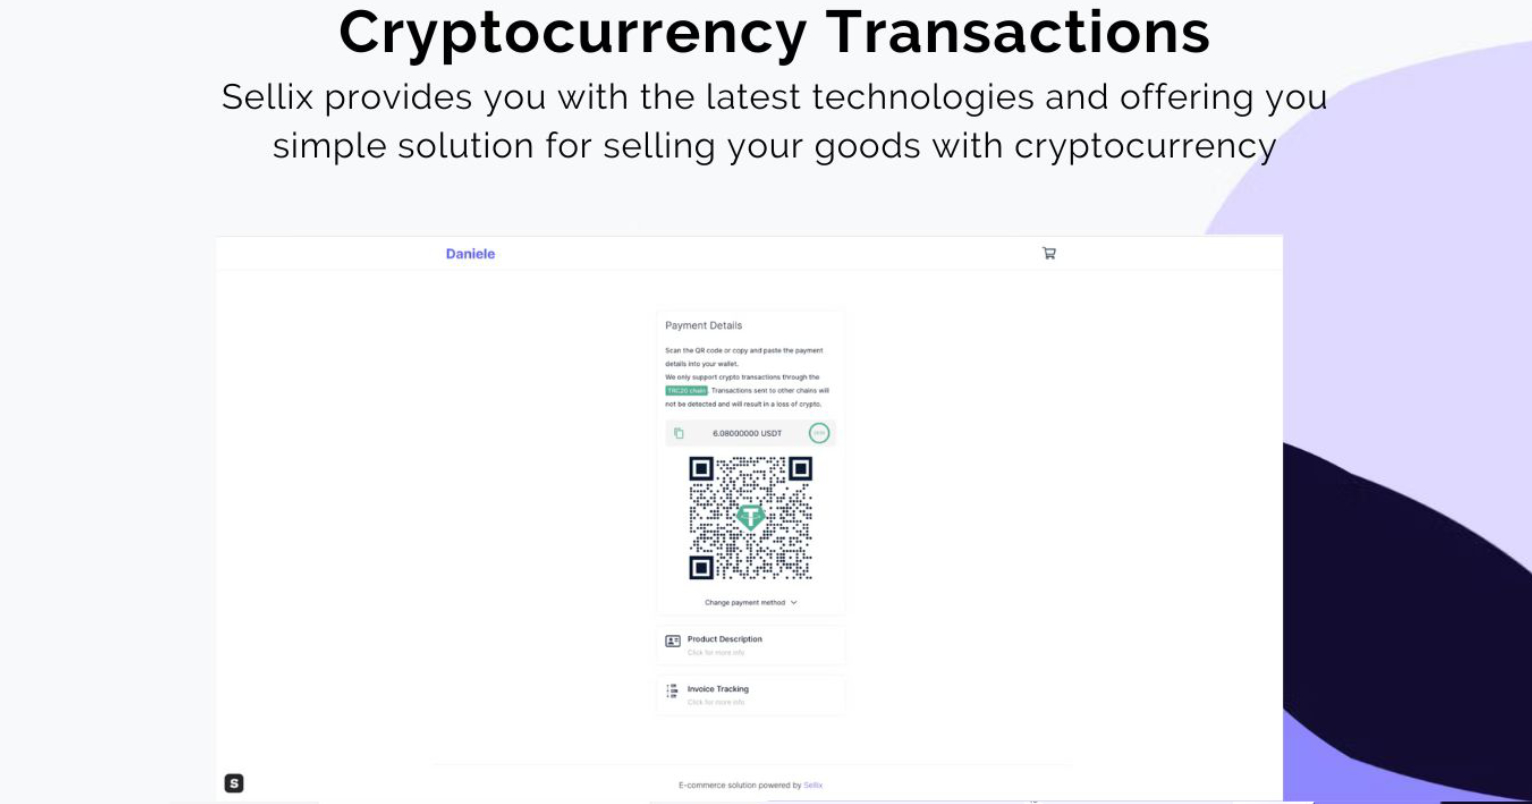 Cryptocurrency Transactions
Sellix provides you with the latest technologies and offering you
simple solution for selling your goods with cryptocurrency
Daniele
Payment Details
Scan the QR code or copy and paste the payment
details into your wallet.
We only support crypto transactions through the
TRC20 chain. Transactions sent to other chains will
not be detected and will result in a loss of crypto.
6.08000000 USDT
Change payment method
Product Description
Click for more info
Invoice Tracking
Click for more info
S
E-commerce solution powered by Sellix